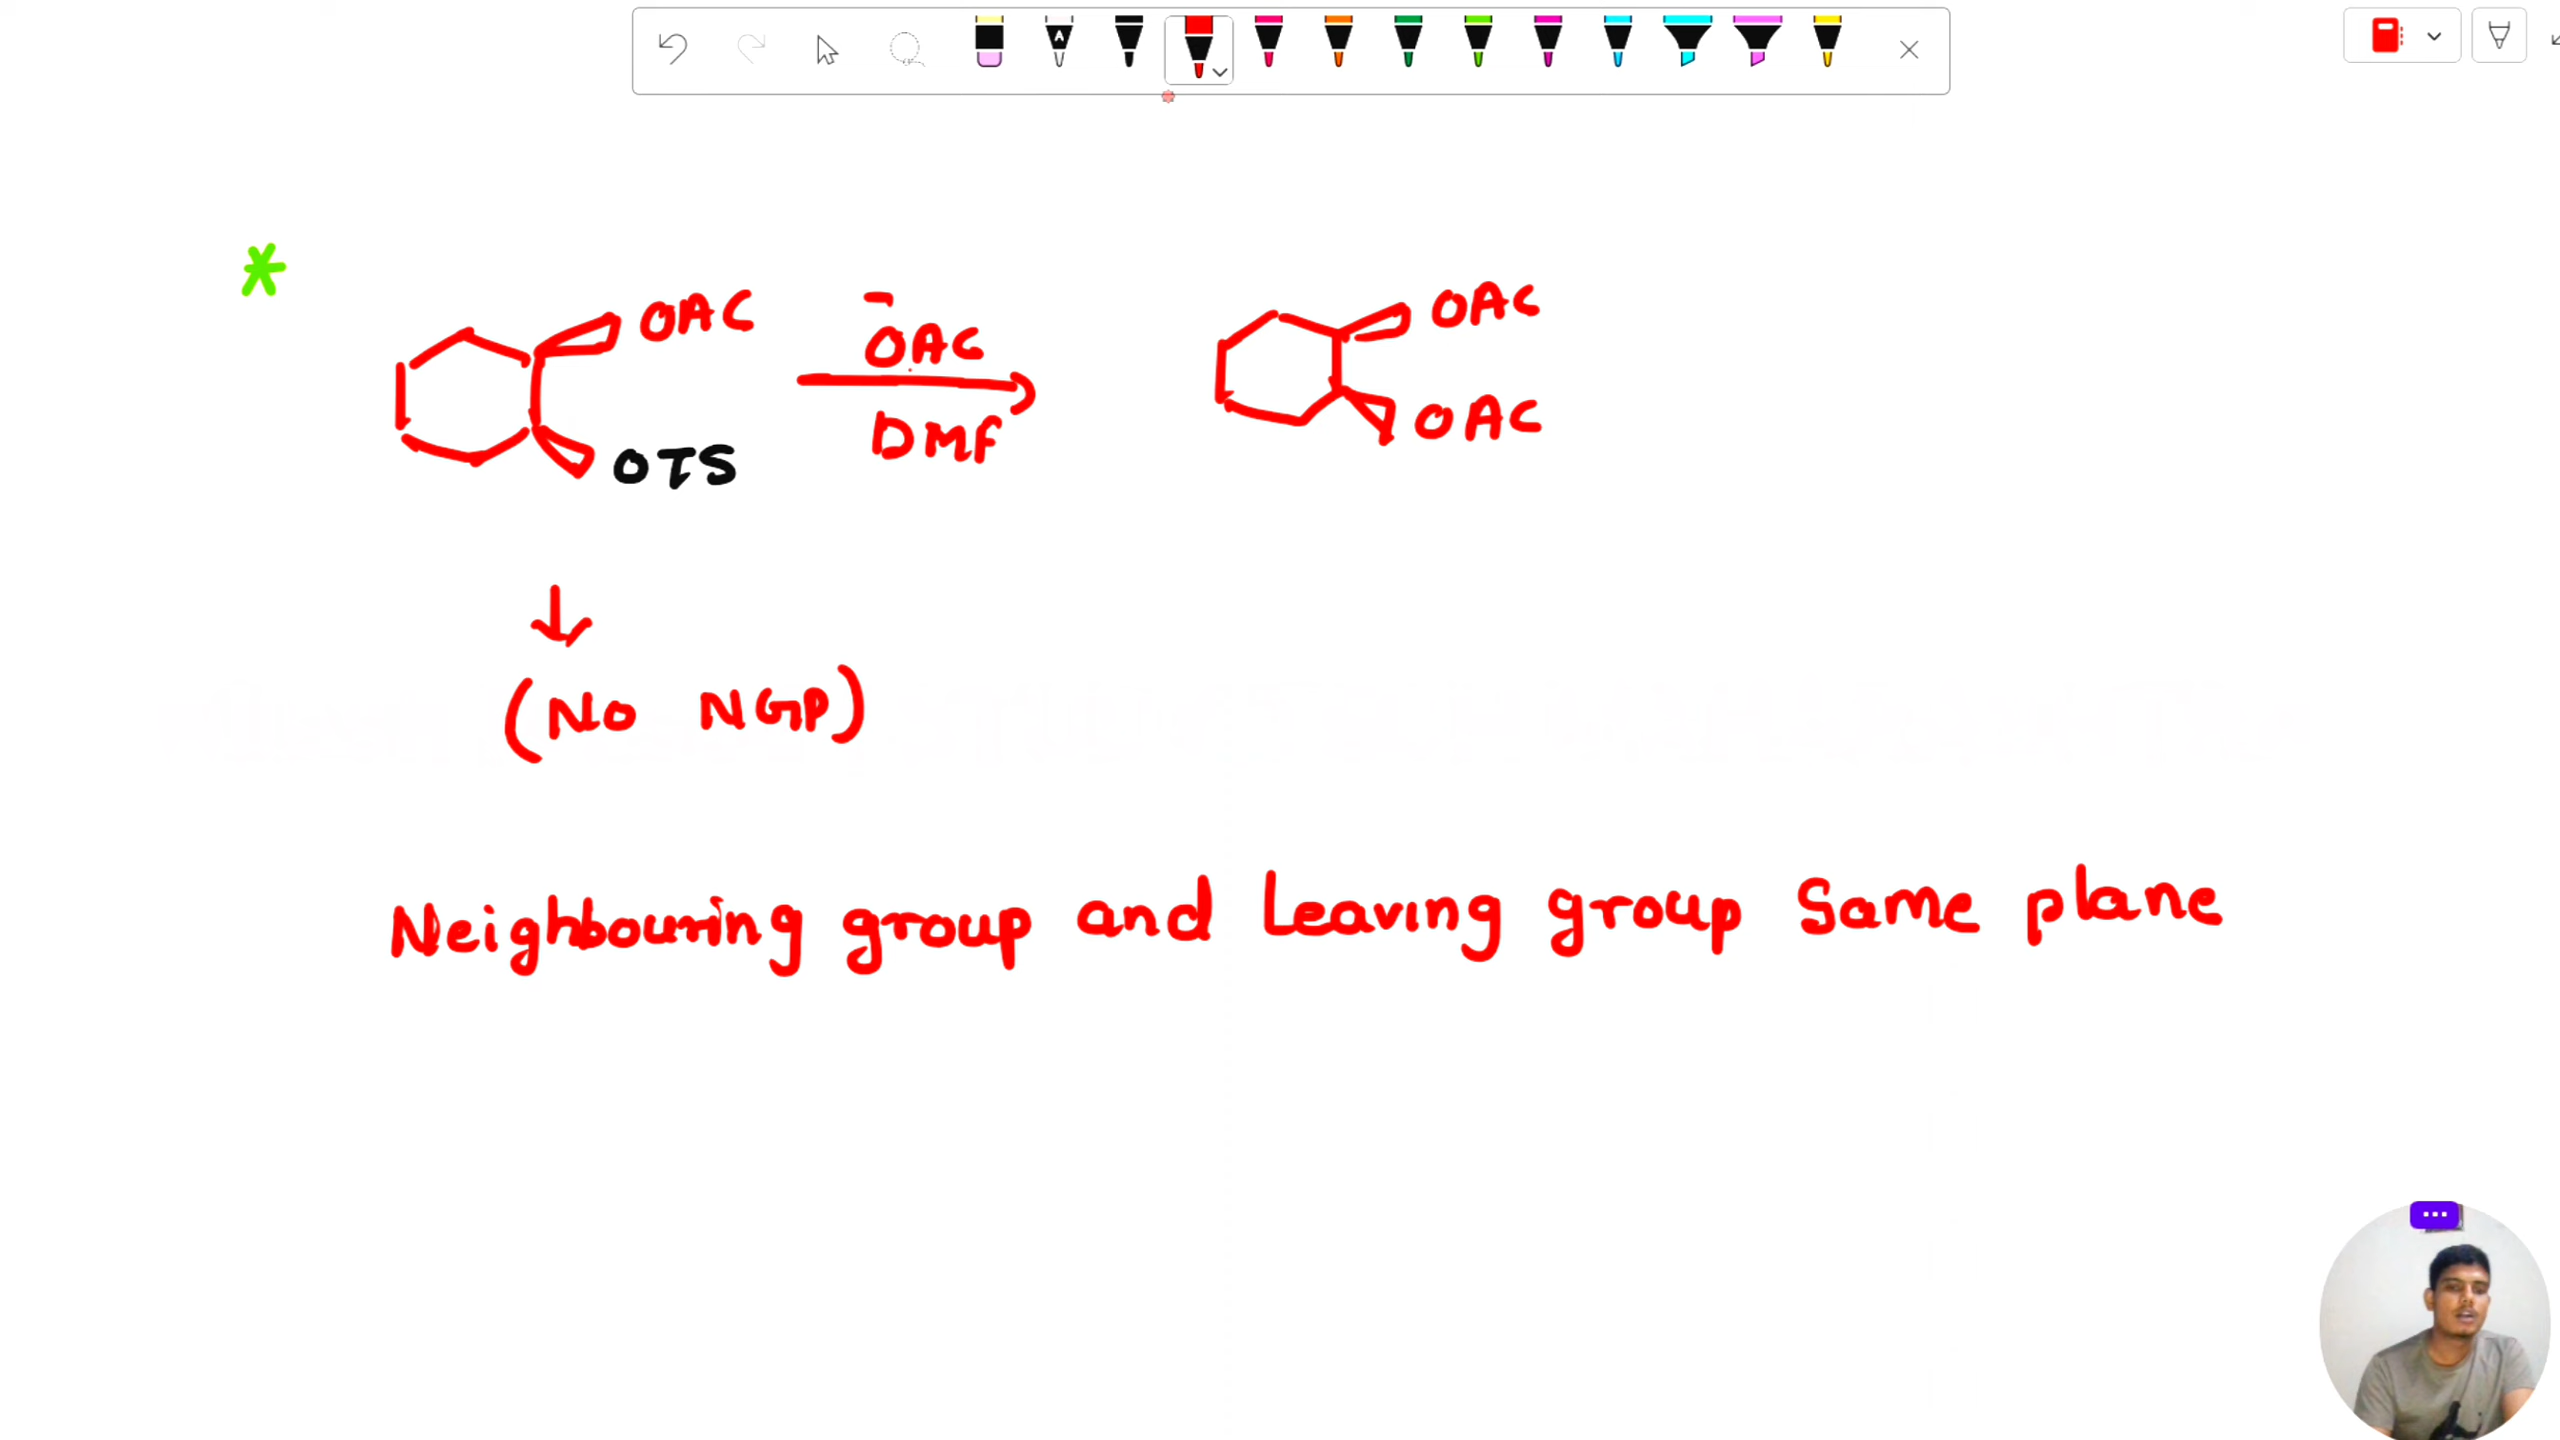 *
OAC
OTS
-
OAC
DMF
OAC
OAC
↓
(No NGP)
Neighbouring group and Leaving group Same plane